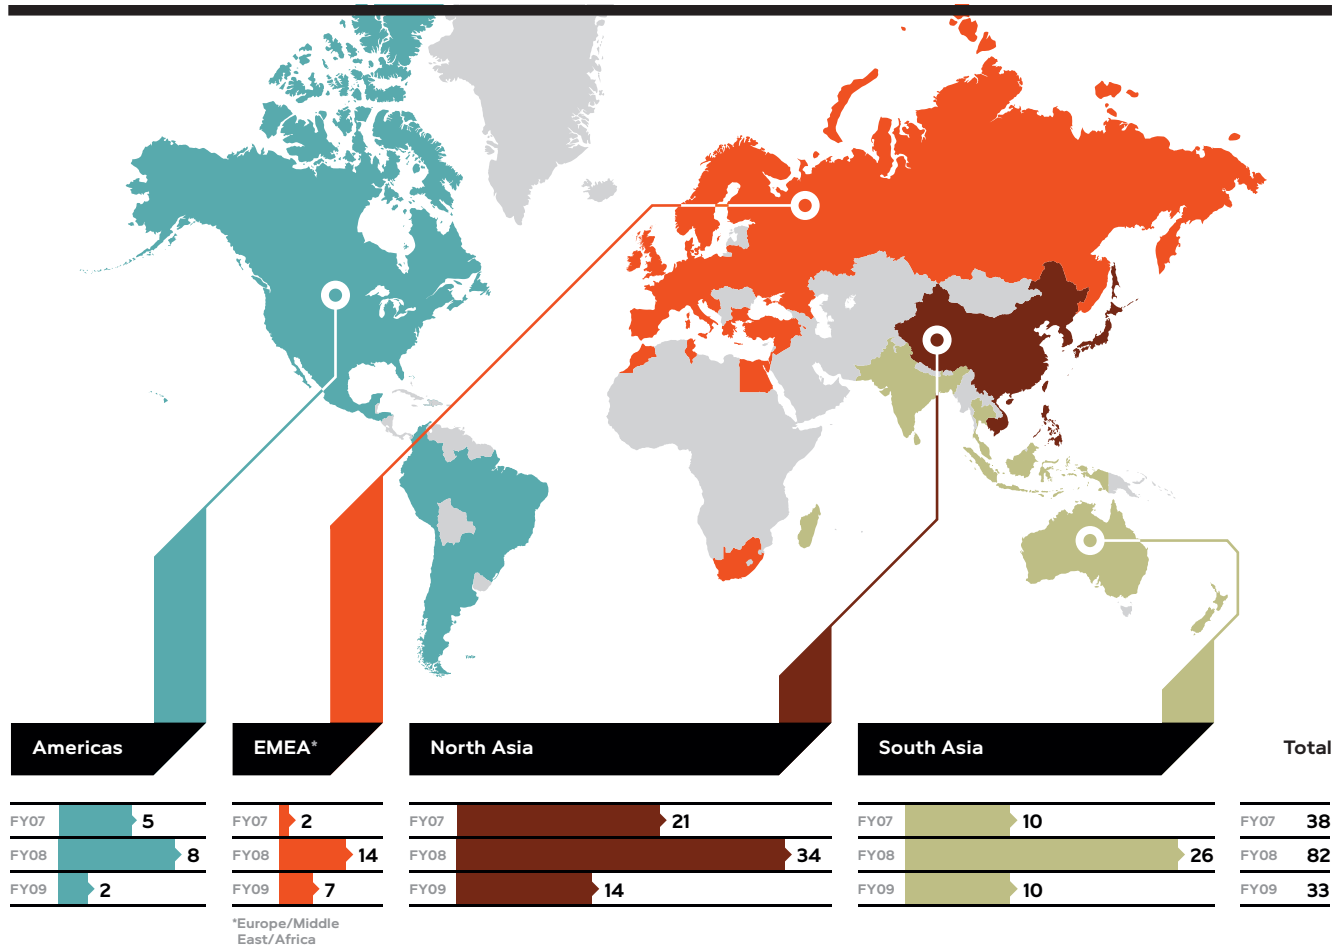 Americas
EMEA*
North Asia
South Asia
Total
FY07 5
FY08 8
FY09 2
FY07 2
FY08 14
FY09 7
*Europe/Middle
East/Africa
FY07 21
FY08 34
FY09 14
FY07 10
FY08 26
FY09 10
FY07 38
FY08 82
FY09 33